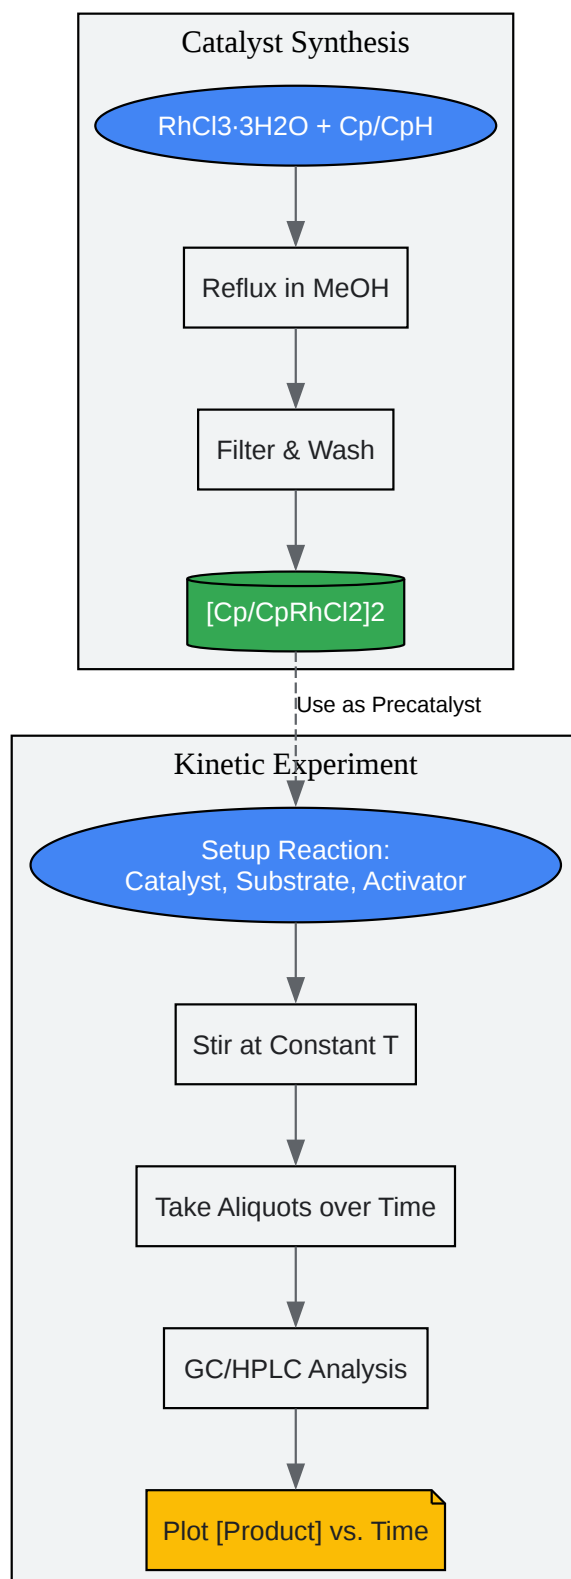 Catalyst Synthesis
RhCl3·3H2O + Cp/CpH
Reflux in MeOH
Filter & Wash
[Cp/CpRhCl2]2
Use as Precatalyst
Kinetic Experiment
Setup Reaction:
Catalyst, Substrate, Activator
Stir at Constant T
Take Aliquots over Time
GC/HPLC Analysis
Plot [Product] vs. Time